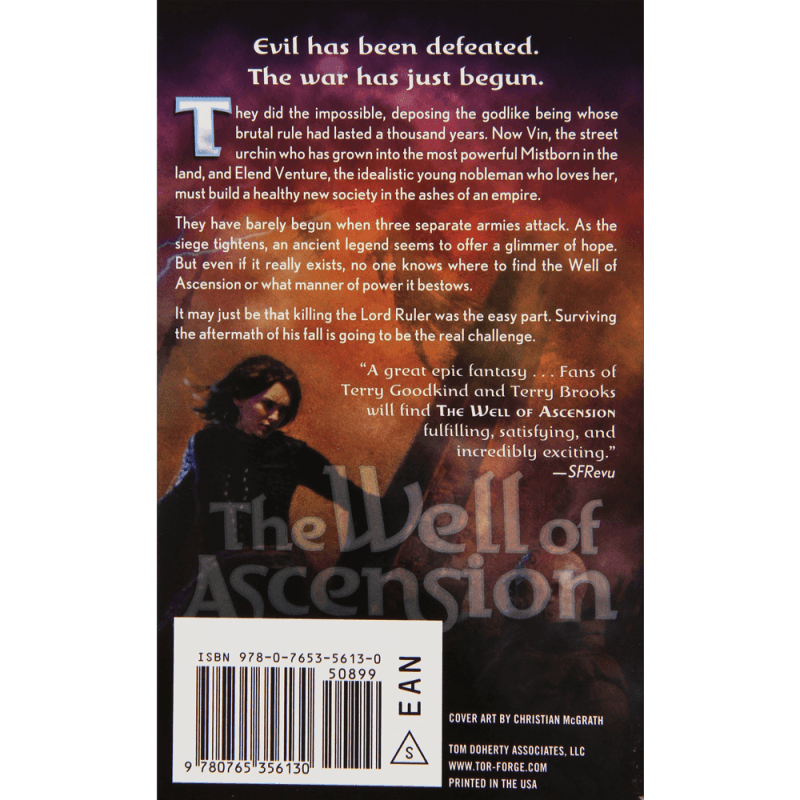 Evil has been defeated.
The war has just begun.
They did the impossible, deposing the godlike being whose
brutal rule had lasted a thousand years. Now Vin, the street
urchin who has grown into the most powerful Mistborn in the
land, and Elend Venture, the idealistic young nobleman who loves her,
must build a healthy new society in the ashes of an empire.
They have barely begun when three separate armies attack. As the
siege tightens, an ancient legend seems to offer a glimmer of hope.
But even if it really exists, no one knows where to find the Well of
Ascension or what manner of power it bestows.
It may just be that killing the Lord Ruler was the easy part. Surviving
the aftermath of his fall is going to be the real challenge.
“A great epic fantasy . . . Fans of
Terry Goodkind and Terry Brooks
will find THE WELL OF ASCENSION
fulfilling, satisfying, and
incredibly exciting.”
—SFRevu
The Well of
Ascension
ISBN 978-0-7653-5613-0
50899
EAN
S
9 780765 356130
COVER ART BY CHRISTIAN McGRATH
TOM DOHERTY ASSOCIATES, LLC
WWW.TOR-FORGE.COM
PRINTED IN THE USA